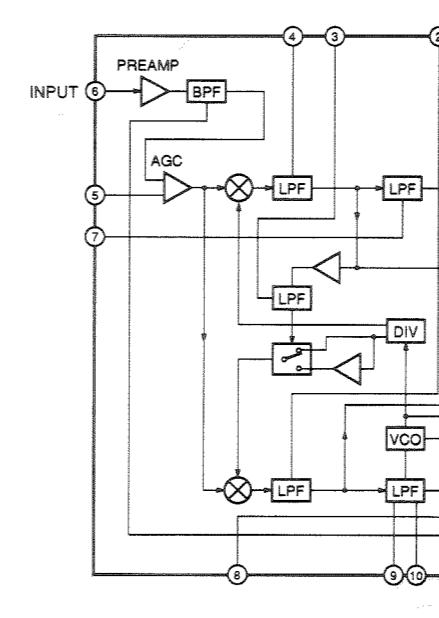 4 3 2
PREAMP
INPUT 6 BPF
AGC
5 LPF LPF
7
LPF
DIV
VCO
LPF LPF
8 9 10